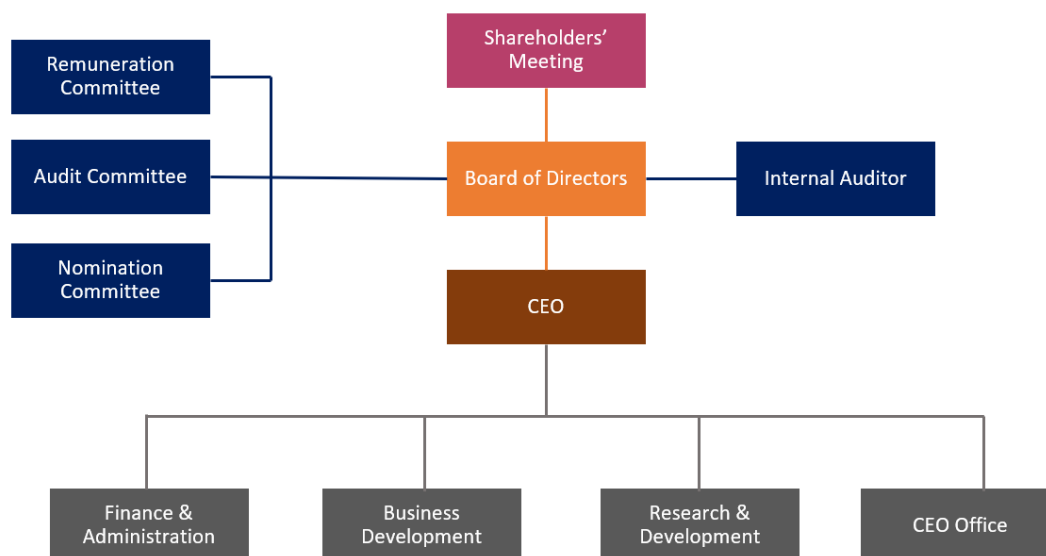 Shareholders'
Meeting
Remuneration
Committee
Audit Committee
Board of Directors
Internal Auditor
Nomination
Committee
CEO
Finance &
Administration
Business
Development
Research &
Development
CEO Office